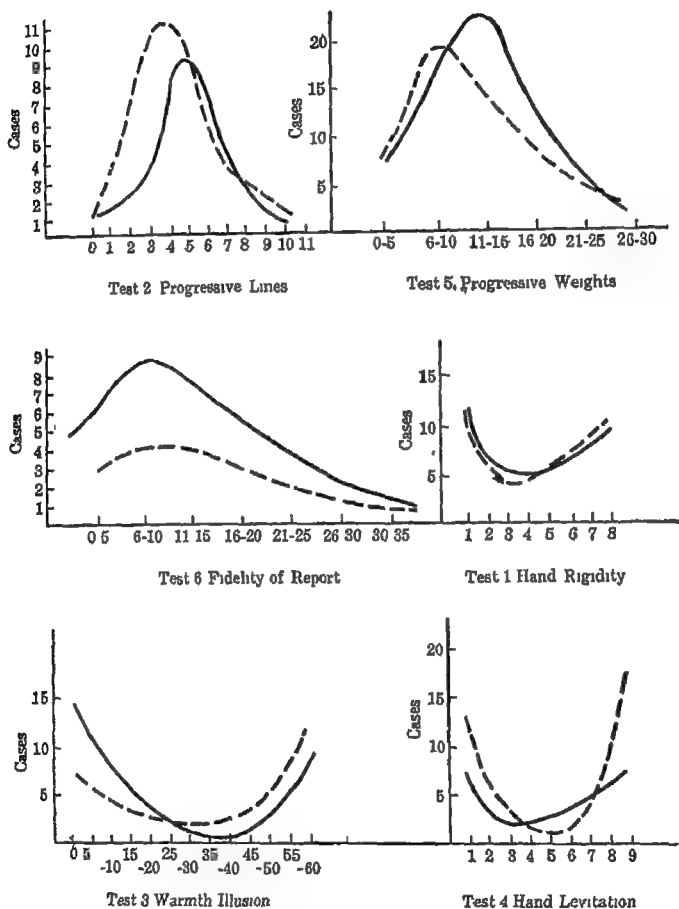 11
10
9
8
7
6
5
4
3
2
1
Cases
0 1 2 3 4 5 6 7 8 9 10 11
Test 2 Progressive Lines
20
15
10
5
Cases
0-5 6-10 11-15 16 20 21-25 26-30
Test 5. Progressive Weights
9
8
7
6
5
4
3
2
1
Cases
0 5 6-10 11 15 16-20 21-25 26 30 30 35
Test 6 Fidelity of Report
15
10
5
Cases
1 2 3 4 5 6 7 8
Test 1 Hand Rigidity
15
10
5
Cases
0 5 15 25 35 45 55
-10 -20 -30 -40 -50 -60
Test 3 Warmth Illusion
20
15
10
5
Cases
1 2 3 4 5 6 7 8 9
Test 4 Hand Levitation